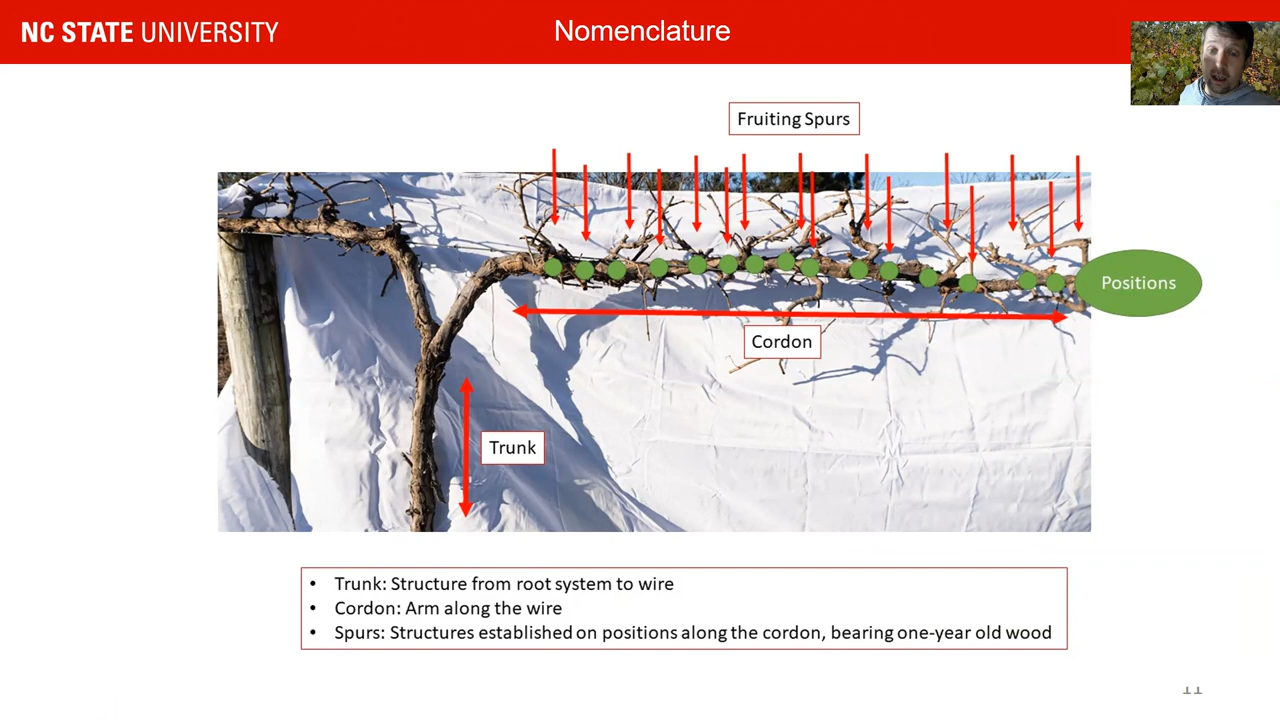 NC STATE UNIVERSITY
Nomenclature
Fruiting Spurs
Positions
Cordon
Trunk
• Trunk: Structure from root system to wire
• Cordon: Arm along the wire
• Spurs: Structures established on positions along the cordon, bearing one-year old wood
11